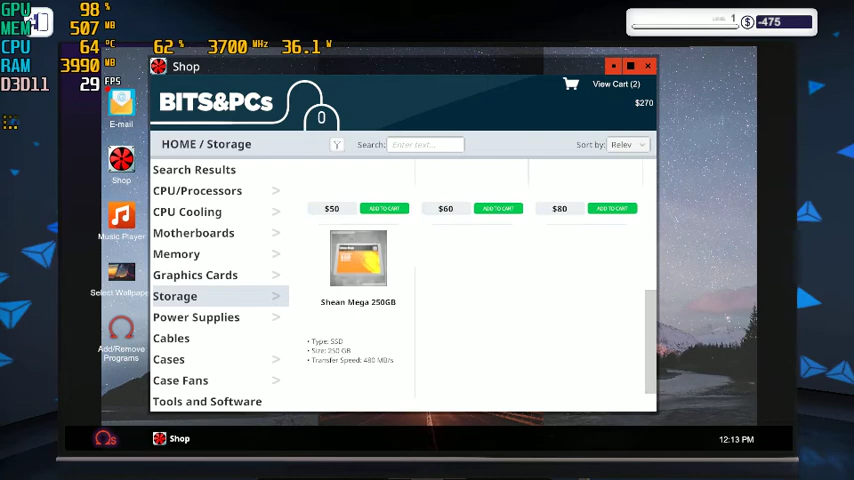 GPU 98 %
MEM 507 MB
CPU 64 °C 62 % 3700 MHz 36.1 W
RAM 3990 MB
D3D11 29 FPS
LEVEL 1 $ -475
E-mail
Shop
Music Player
Select Wallpape
Add/Remove
Programs
Shop
BITS&PCs
View Cart (2)
$270
HOME / Storage
Search: Enter text...
Sort by: Relev
Search Results
CPU/Processors >
CPU Cooling >
Motherboards >
Memory >
Graphics Cards >
Storage >
Power Supplies >
Cables
Cases >
Case Fans >
Tools and Software
$50 ADD TO CART
$60 ADD TO CART
$80 ADD TO CART
Shean Mega 250GB
• Type: SSD
• Size: 250 GB
• Transfer Speed: 480 MB/s
Ωs Shop
12:13 PM